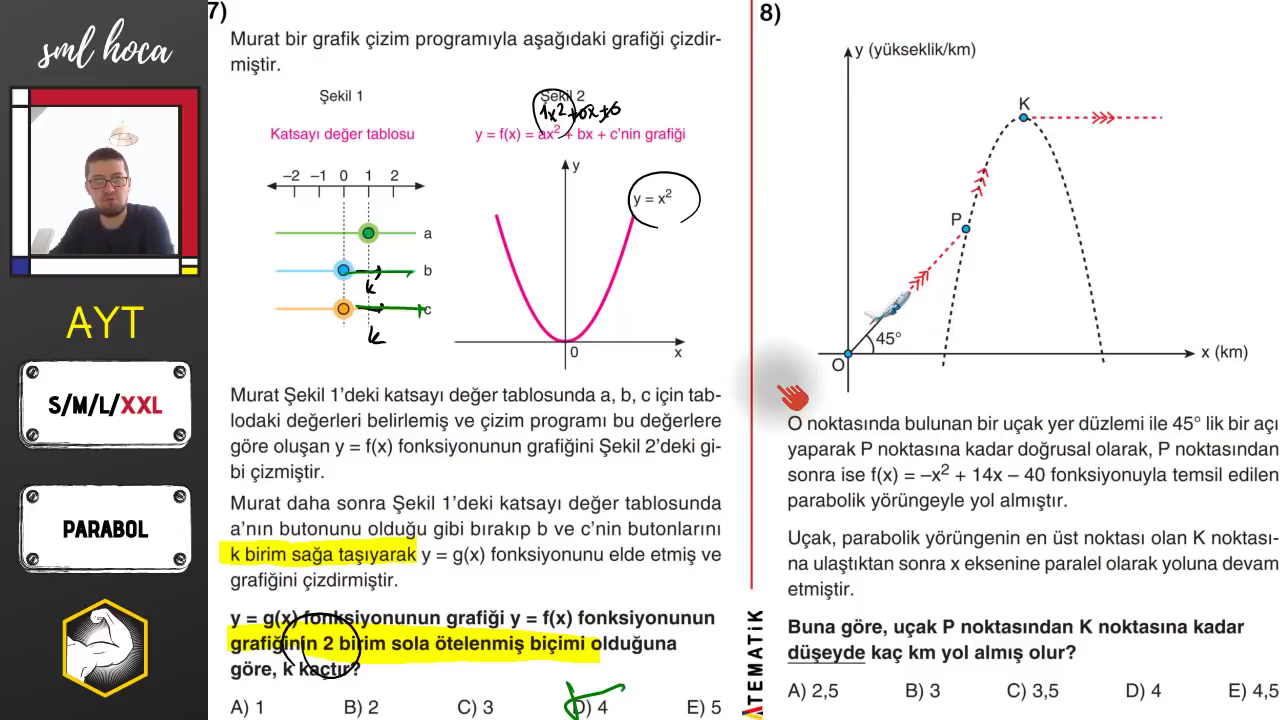 sml hoca
AYT
S/M/L/XXL
PARABOL
7)
Murat bir grafik çizim programıyla aşağıdaki grafiği çizdir-
miştir.
Şekil 1
Şekil 2
Katsayı değer tablosu
y = f(x) = ax² + bx + c'nin grafiği
–2 –1 0 1 2
a
b
c
k
k
y
y = x²
0
x
Murat Şekil 1'deki katsayı değer tablosunda a, b, c için tab-
lodaki değerleri belirlemiş ve çizim programı bu değerlere
göre oluşan y = f(x) fonksiyonunun grafiğini Şekil 2'deki gi-
bi çizmiştir.
Murat daha sonra Şekil 1'deki katsayı değer tablosunda
a'nın butonunu olduğu gibi bırakıp b ve c'nin butonlarını
k birim sağa taşıyarak y = g(x) fonksiyonunu elde etmiş ve
grafiğini çizdirmiştir.
y = g(x) fonksiyonunun grafiği y = f(x) fonksiyonunun
grafiğinin 2 birim sola ötelenmiş biçimi olduğuna
göre, k kaçtır?
A) 1 B) 2 C) 3 D) 4 E) 5
ATEMATİK
8)
y (yükseklik/km)
K
P
45°
O
x (km)
O noktasında bulunan bir uçak yer düzlemi ile 45° lik bir açı
yaparak P noktasına kadar doğrusal olarak, P noktasından
sonra ise f(x) = –x² + 14x – 40 fonksiyonuyla temsil edilen
parabolik yörüngeyle yol almıştır.
Uçak, parabolik yörüngenin en üst noktası olan K noktası-
na ulaştıktan sonra x eksenine paralel olarak yoluna devam
etmiştir.
Buna göre, uçak P noktasından K noktasına kadar
düşeyde kaç km yol almış olur?
A) 2,5 B) 3 C) 3,5 D) 4 E) 4,5